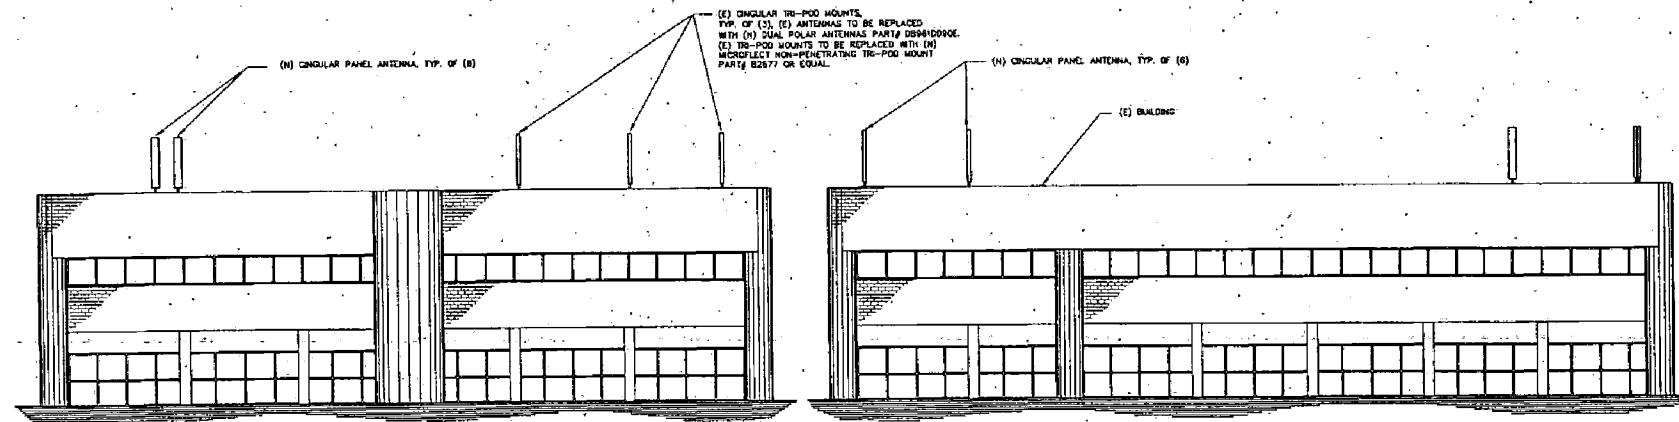 (N) CINGULAR PANEL ANTENNA, TYP. OF (6)
(E) CINGULAR TRI-POD MOUNTS,
TYP. OF (3), (E) ANTENNAS TO BE REPLACED
WITH (N) DUAL POLAR ANTENNAS PART#
(E) TRI-POD MOUNTS TO BE REPLACED WITH (N)
MICROFLECT NON-PENETRATING TRI-POD MOUNT
PART# B2677 OR EQUAL.
(N) CINGULAR PANEL ANTENNA, TYP. OF (6)
(E) BUILDING